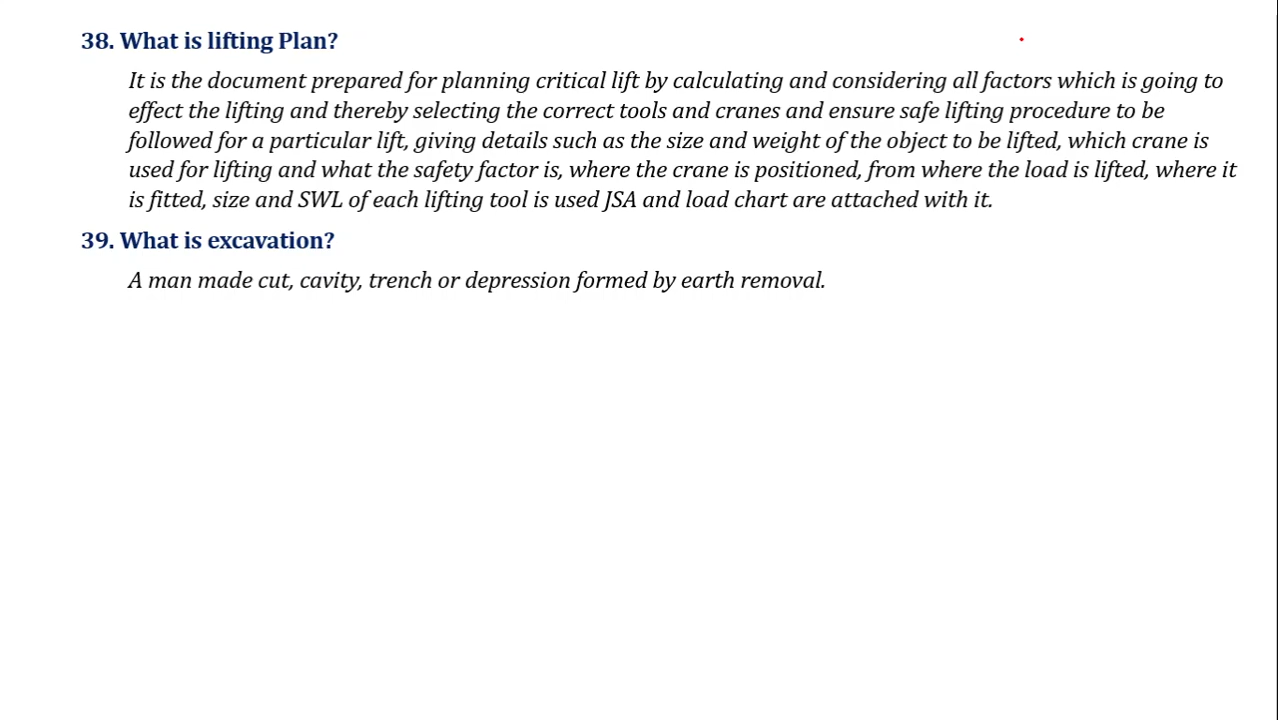 38. What is lifting Plan?
It is the document prepared for planning critical lift by calculating and considering all factors which is going to
effect the lifting and thereby selecting the correct tools and cranes and ensure safe lifting procedure to be
followed for a particular lift, giving details such as the size and weight of the object to be lifted, which crane is
used for lifting and what the safety factor is, where the crane is positioned, from where the load is lifted, where it
is fitted, size and SWL of each lifting tool is used JSA and load chart are attached with it.
39. What is excavation?
A man made cut, cavity, trench or depression formed by earth removal.